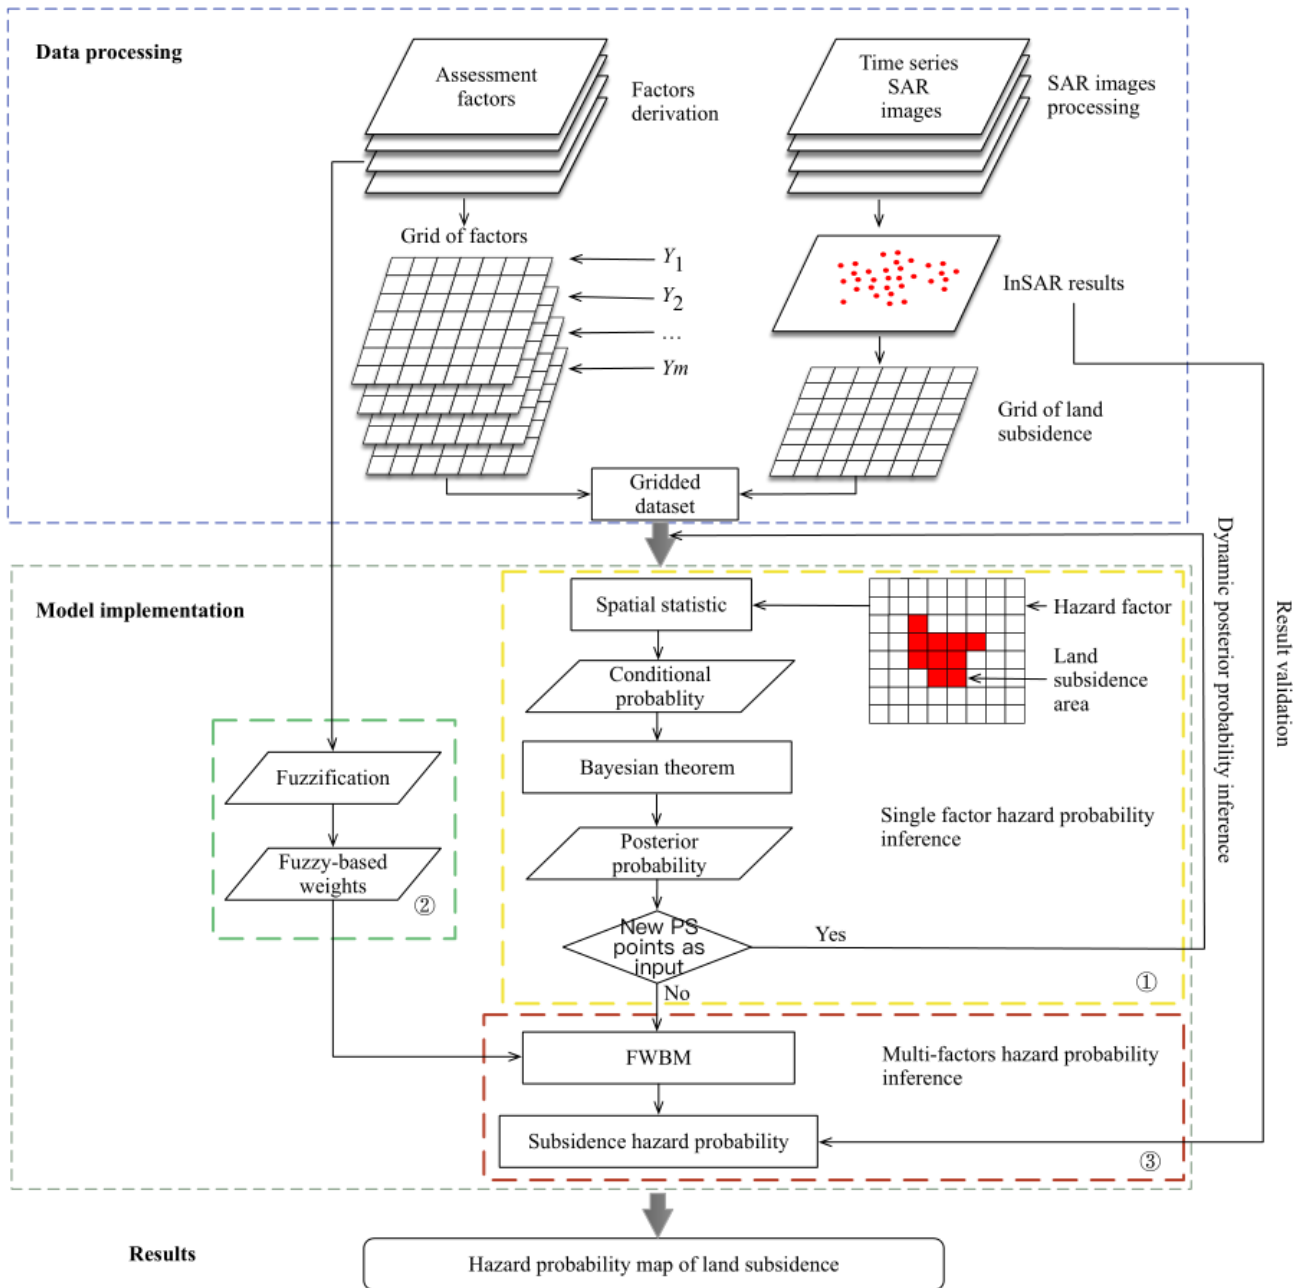 Data processing
Assessment
factors
Factors
derivation
Time series
SAR
images
SAR images
processing
Grid of factors
Y1
Y2
...
Ym
InSAR results
Grid of land
subsidence
Gridded
dataset
Model implementation
Spatial statistic
Hazard factor
Land
subsidence
area
Conditional
probablity
Bayesian theorem
Posterior
probability
Single factor hazard probability
inference
New PS
points as
input
Yes
No
①
Dynamic posterior probability inference
Result validation
Fuzzification
Fuzzy-based
weights
②
FWBM
Multi-factors hazard probability
inference
Subsidence hazard probability
③
Results
Hazard probability map of land subsidence